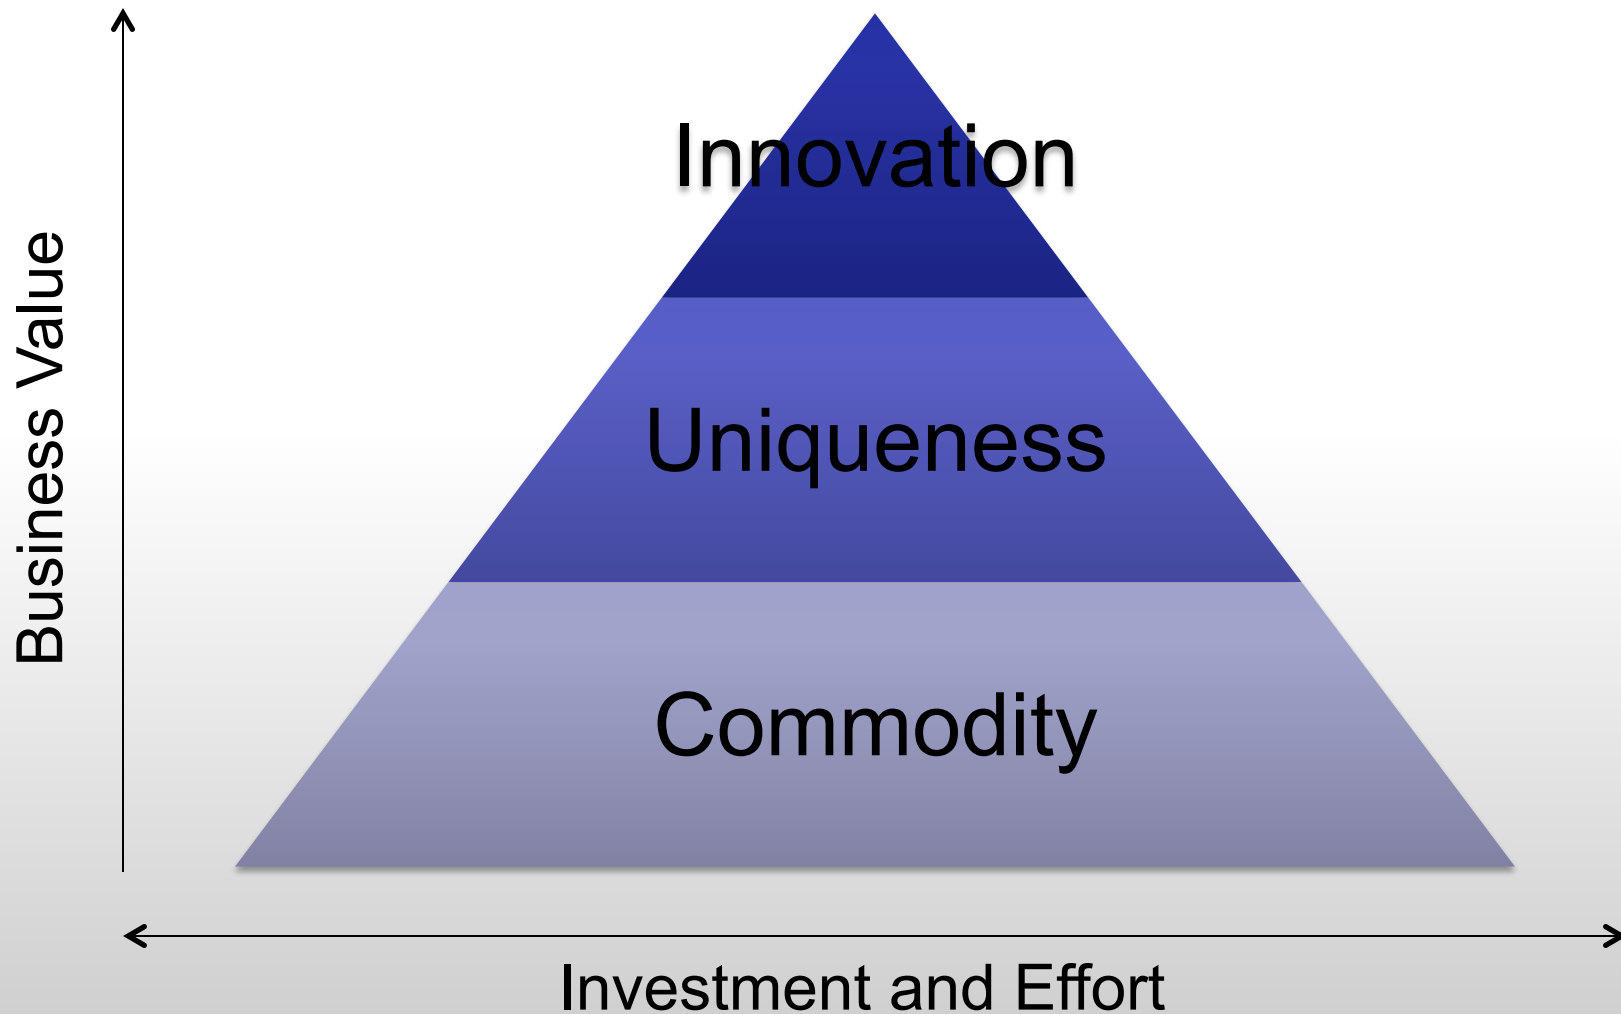 Innovation
Uniqueness
Commodity
Business Value
Investment and Effort